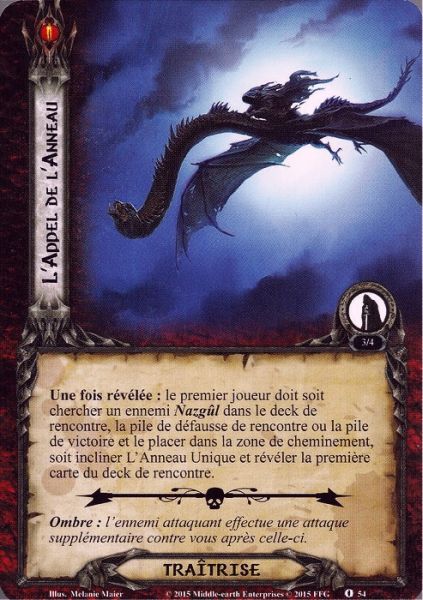 L'Appel de l'Anneau
3/4
Une fois révélée : le premier joueur doit soit
chercher un ennemi Nazgûl dans le deck de
rencontre, la pile de défausse de rencontre ou la pile
de victoire et le placer dans la zone de cheminement,
soit incliner L'Anneau Unique et révéler la première
carte du deck de rencontre.
Ombre : l'ennemi attaquant effectue une attaque
supplémentaire contre vous après celle-ci.
TRAÎTRISE
Illus. Melanie Maier © 2015 Middle-earth Enterprises © 2015 FFG 54